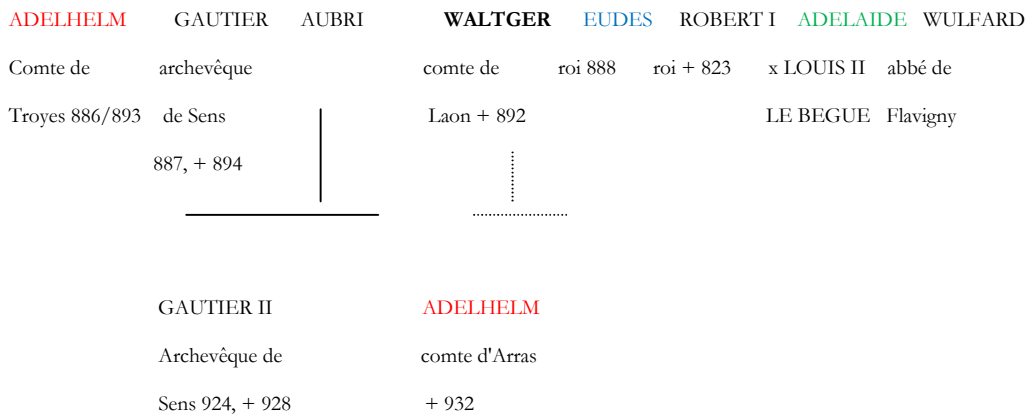 ADELHELM GAUTIER AUBRI WALTGER EUDES ROBERT I ADELAIDE WULFARD
Comte de archevêque comte de roi 888 roi + 823 x LOUIS II abbé de
Troyes 886/893 de Sens Laon + 892 LE BEGUE Flavigny
887, + 894
GAUTIER II ADELHELM
Archevêque de comte d'Arras
Sens 924, + 928 + 932